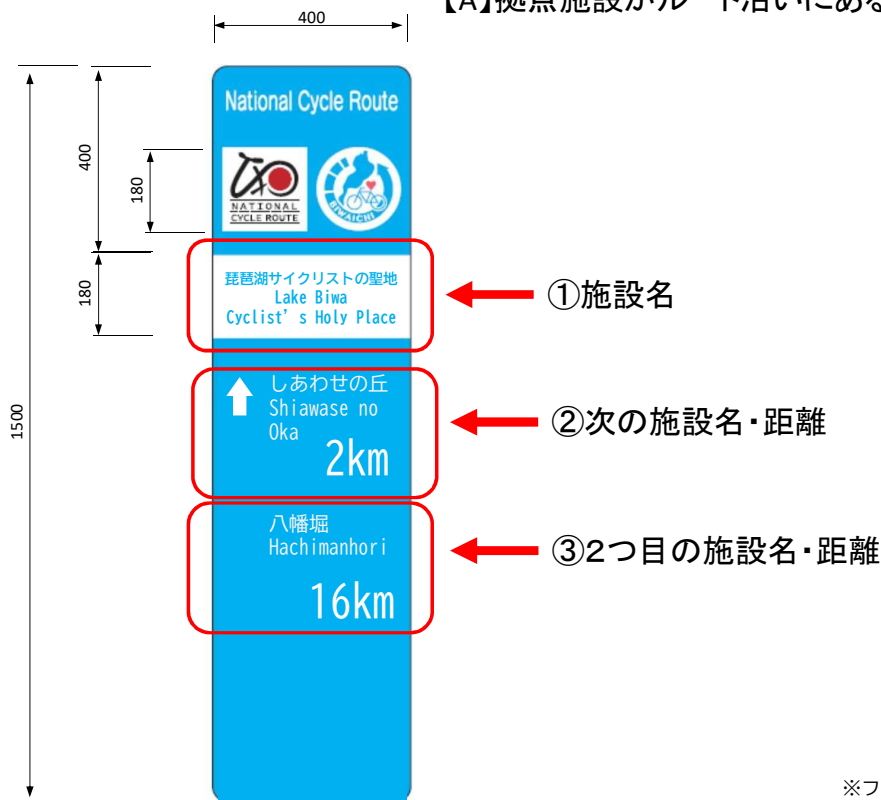 【A】拠点施設がルート沿いにある
400
National Cycle Route
400
180
NATIONAL
CYCLE ROUTE
BIWAICHI
180
琵琶湖サイクリストの聖地
Lake Biwa
Cyclist’s Holy Place
①施設名
1500
しあわせの丘
Shiawase no
Oka
2km
②次の施設名・距離
八幡堀
Hachimanhori
16km
③2つ目の施設名・距離
※フ